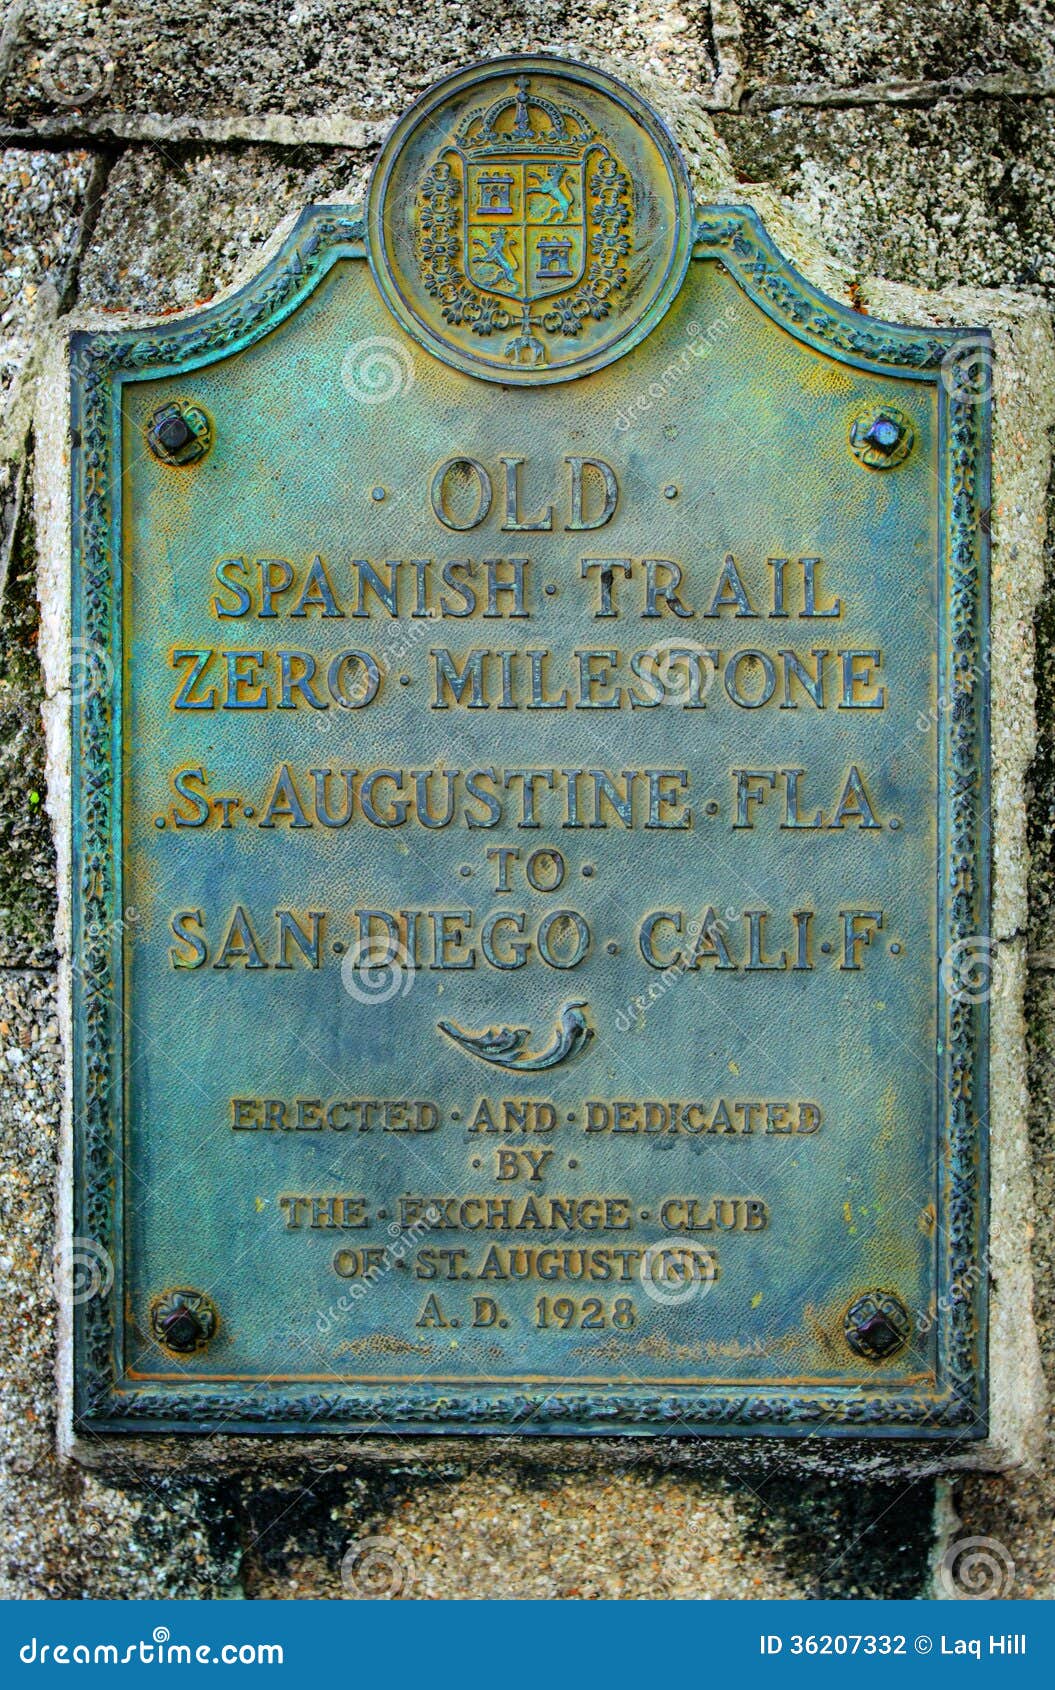 · OLD ·
SPANISH · TRAIL
ZERO · MILESTONE
. ST. AUGUSTINE · FLA.
· TO ·
SAN · DIEGO · CALI·F·
ERECTED · AND · DEDICATED
· BY ·
THE · EXCHANGE · CLUB
OF · ST. AUGUSTINE
A. D. 1928
dreamstime.com
ID 36207332 © Laq Hill